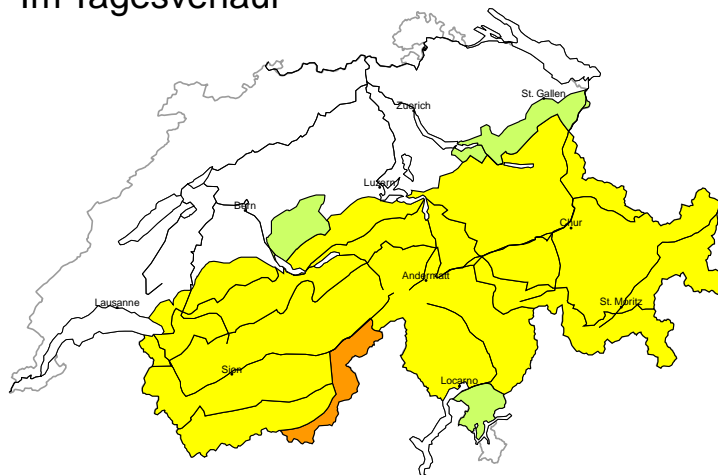 im Tagesverlauf
St. Gallen
Zuerich
Luzern
Bern
Chur
Andermatt
Lausanne
St. Moritz
Sion
Locarno